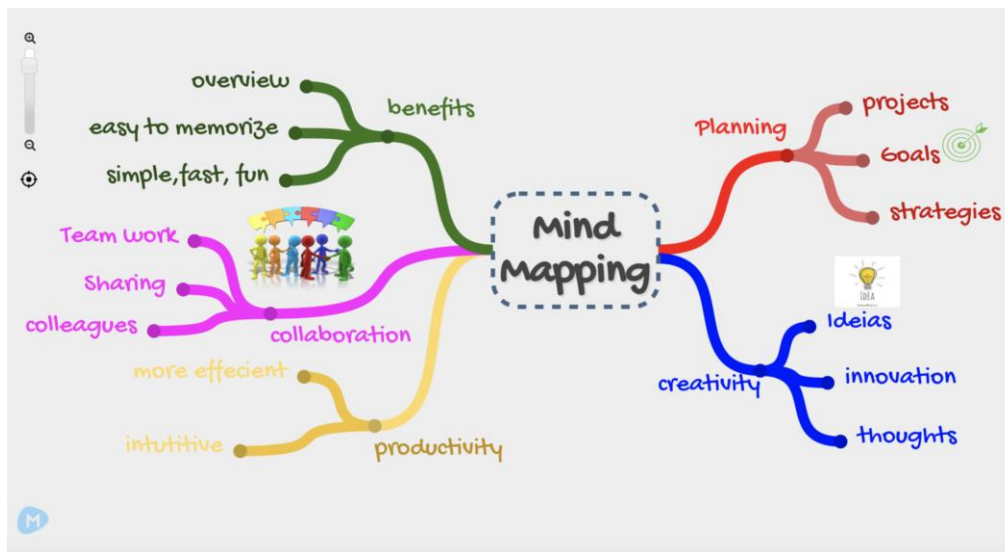 Mind
Mapping
benefits
overview
easy to memorize
simple,fast, fun
collaboration
Team work
Sharing
colleagues
productivity
more effecient
intutitive
Planning
projects
Goals
strategies
creativity
Ideias
innovation
thoughts
IDEA
M